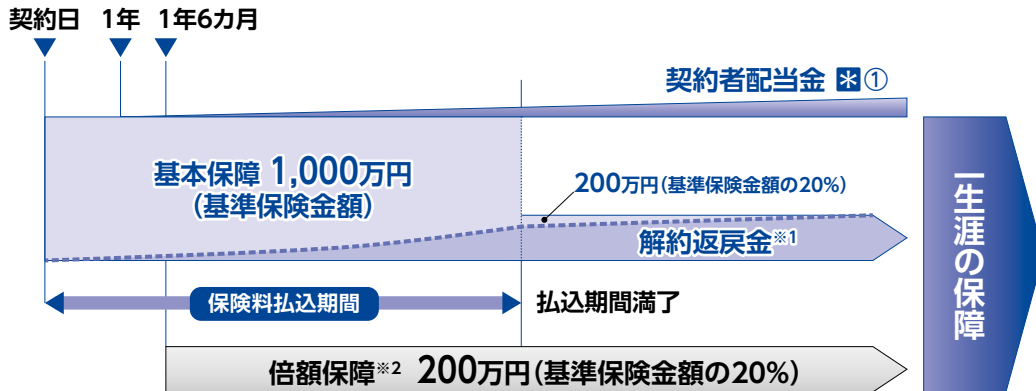 契約日 1年 1年6カ月
契約者配当金 *①
基本保障 1,000万円
(基準保険金額)
200万円(基準保険金額の20%)
解約返戻金※1
保険料払込期間
払込期間満了
倍額保障※2 200万円(基準保険金額の20%)
一生涯の保障